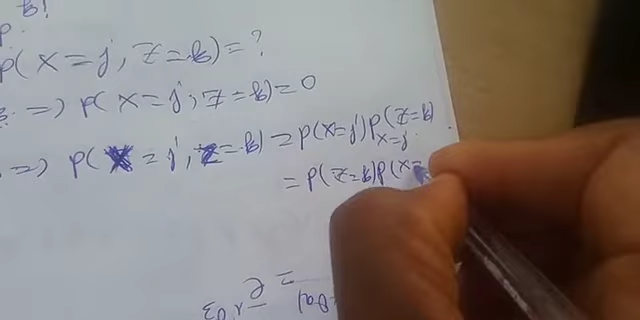 k!
p.
P(X=j, Z=k)=?
=> P(X=j, Z=k)=0
=> P(X=j, Z=k) = P(X=j)P(Z=k)
X=j
= P(Z=k)P(X=